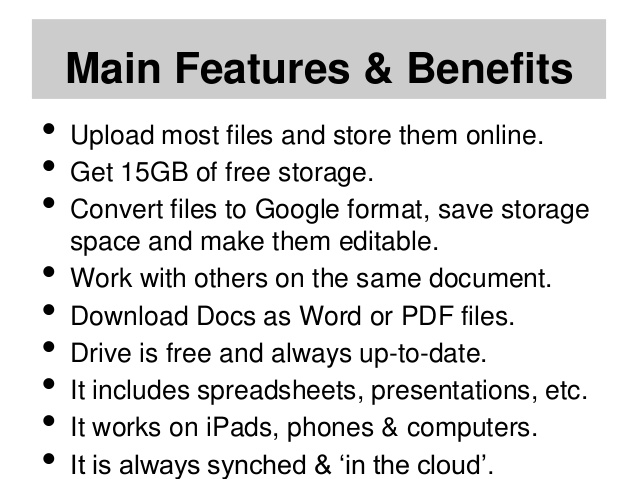 Main Features & Benefits
• Upload most files and store them online.
• Get 15GB of free storage.
• Convert files to Google format, save storage
space and make them editable.
• Work with others on the same document.
• Download Docs as Word or PDF files.
• Drive is free and always up-to-date.
• It includes spreadsheets, presentations, etc.
• It works on iPads, phones & computers.
• It is always synched & ‘in the cloud’.